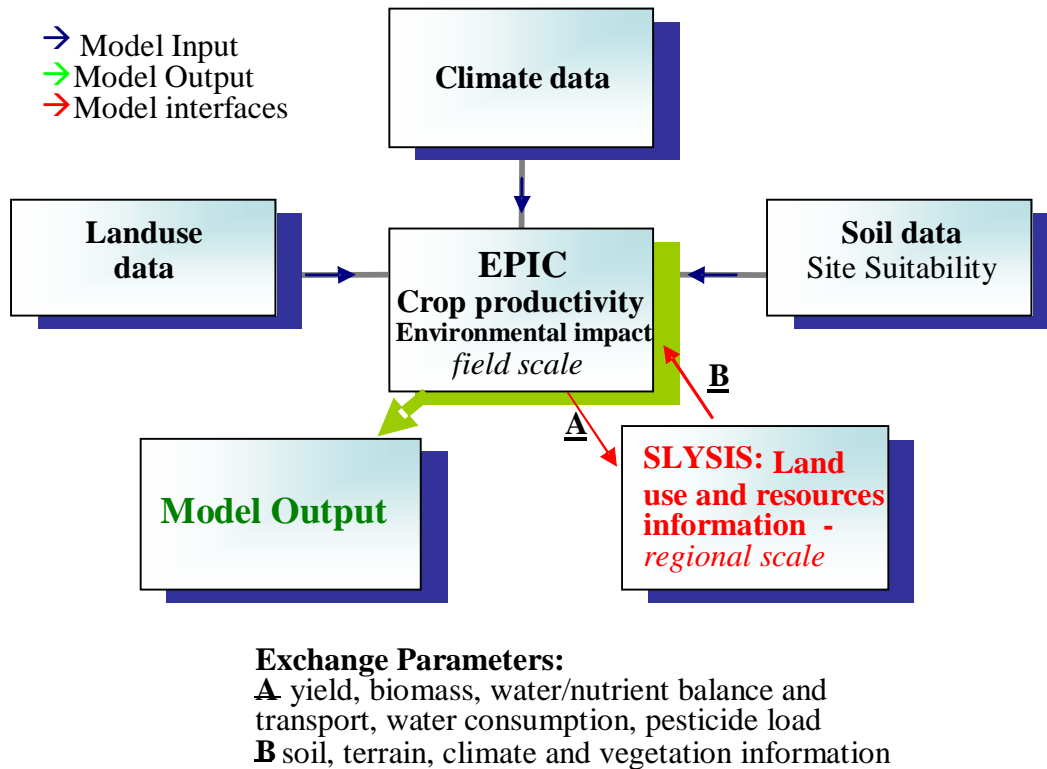 → Model Input
→ Model Output
→ Model interfaces
Climate data
Landuse
data
EPIC
Crop productivity
Environmental impact
field scale
Soil data
Site Suitability
A
B
Model Output
SLYSIS: Land
use and resources
information -
regional scale
Exchange Parameters:
A yield, biomass, water/nutrient balance and
transport, water consumption, pesticide load
B soil, terrain, climate and vegetation information